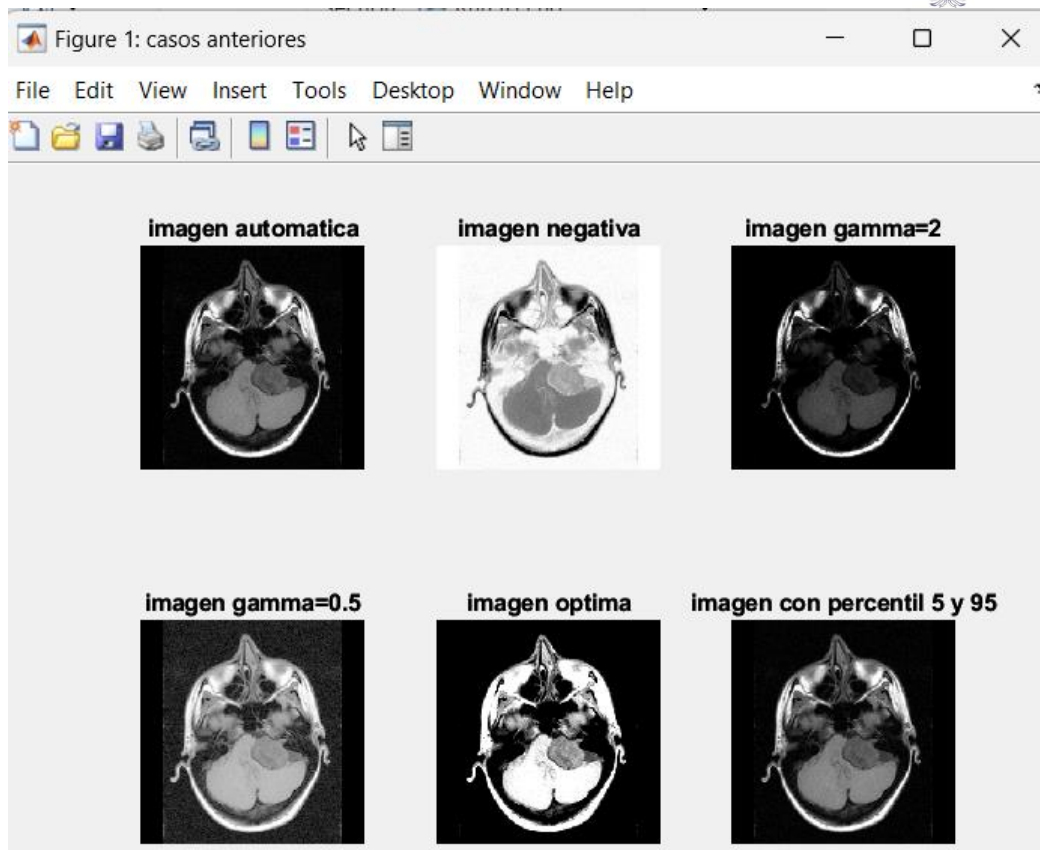 Figure 1: casos anteriores
File Edit View Insert Tools Desktop Window Help
imagen automatica
imagen negativa
imagen gamma=2
imagen gamma=0.5
imagen optima
imagen con percentil 5 y 95